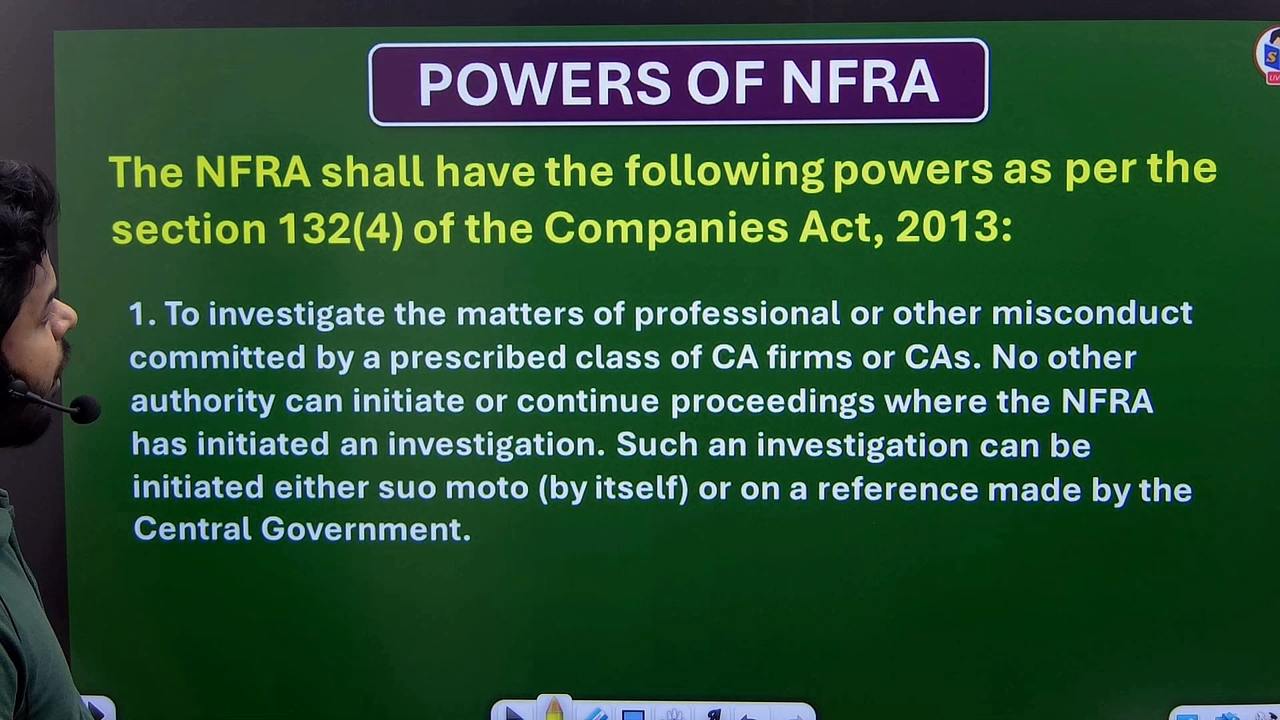 POWERS OF NFRA
The NFRA shall have the following powers as per the
section 132(4) of the Companies Act, 2013:
1. To investigate the matters of professional or other misconduct
committed by a prescribed class of CA firms or CAs. No other
authority can initiate or continue proceedings where the NFRA
has initiated an investigation. Such an investigation can be
initiated either suo moto (by itself) or on a reference made by the
Central Government.